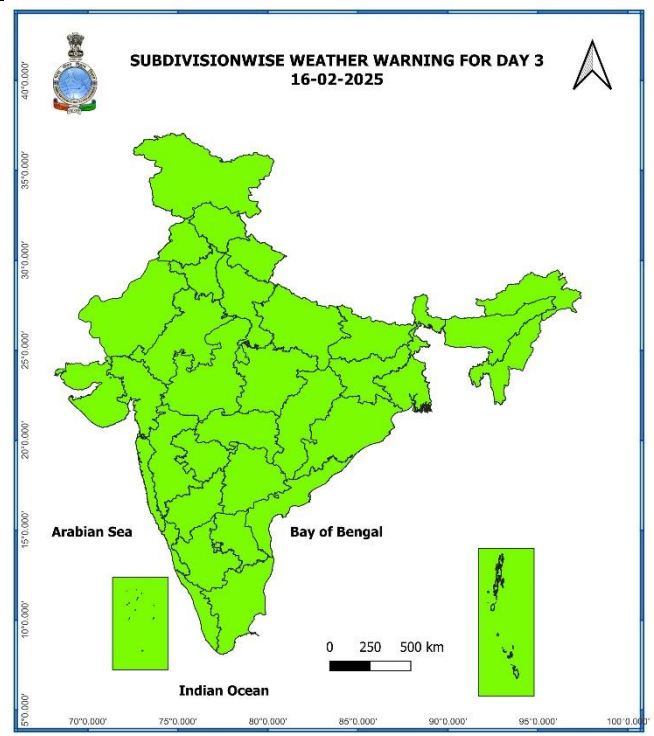 SUBDIVISIONWISE WEATHER WARNING FOR DAY 3
16-02-2025
40°0.000'
35°0.000'
30°0.000'
25°0.000'
20°0.000'
15°0.000'
10°0.000'
5°0.000'
Arabian Sea
Bay of Bengal
0 250 500 km
Indian Ocean
70°0.000' 75°0.000' 80°0.000' 85°0.000' 90°0.000' 95°0.000' 100°0.000'